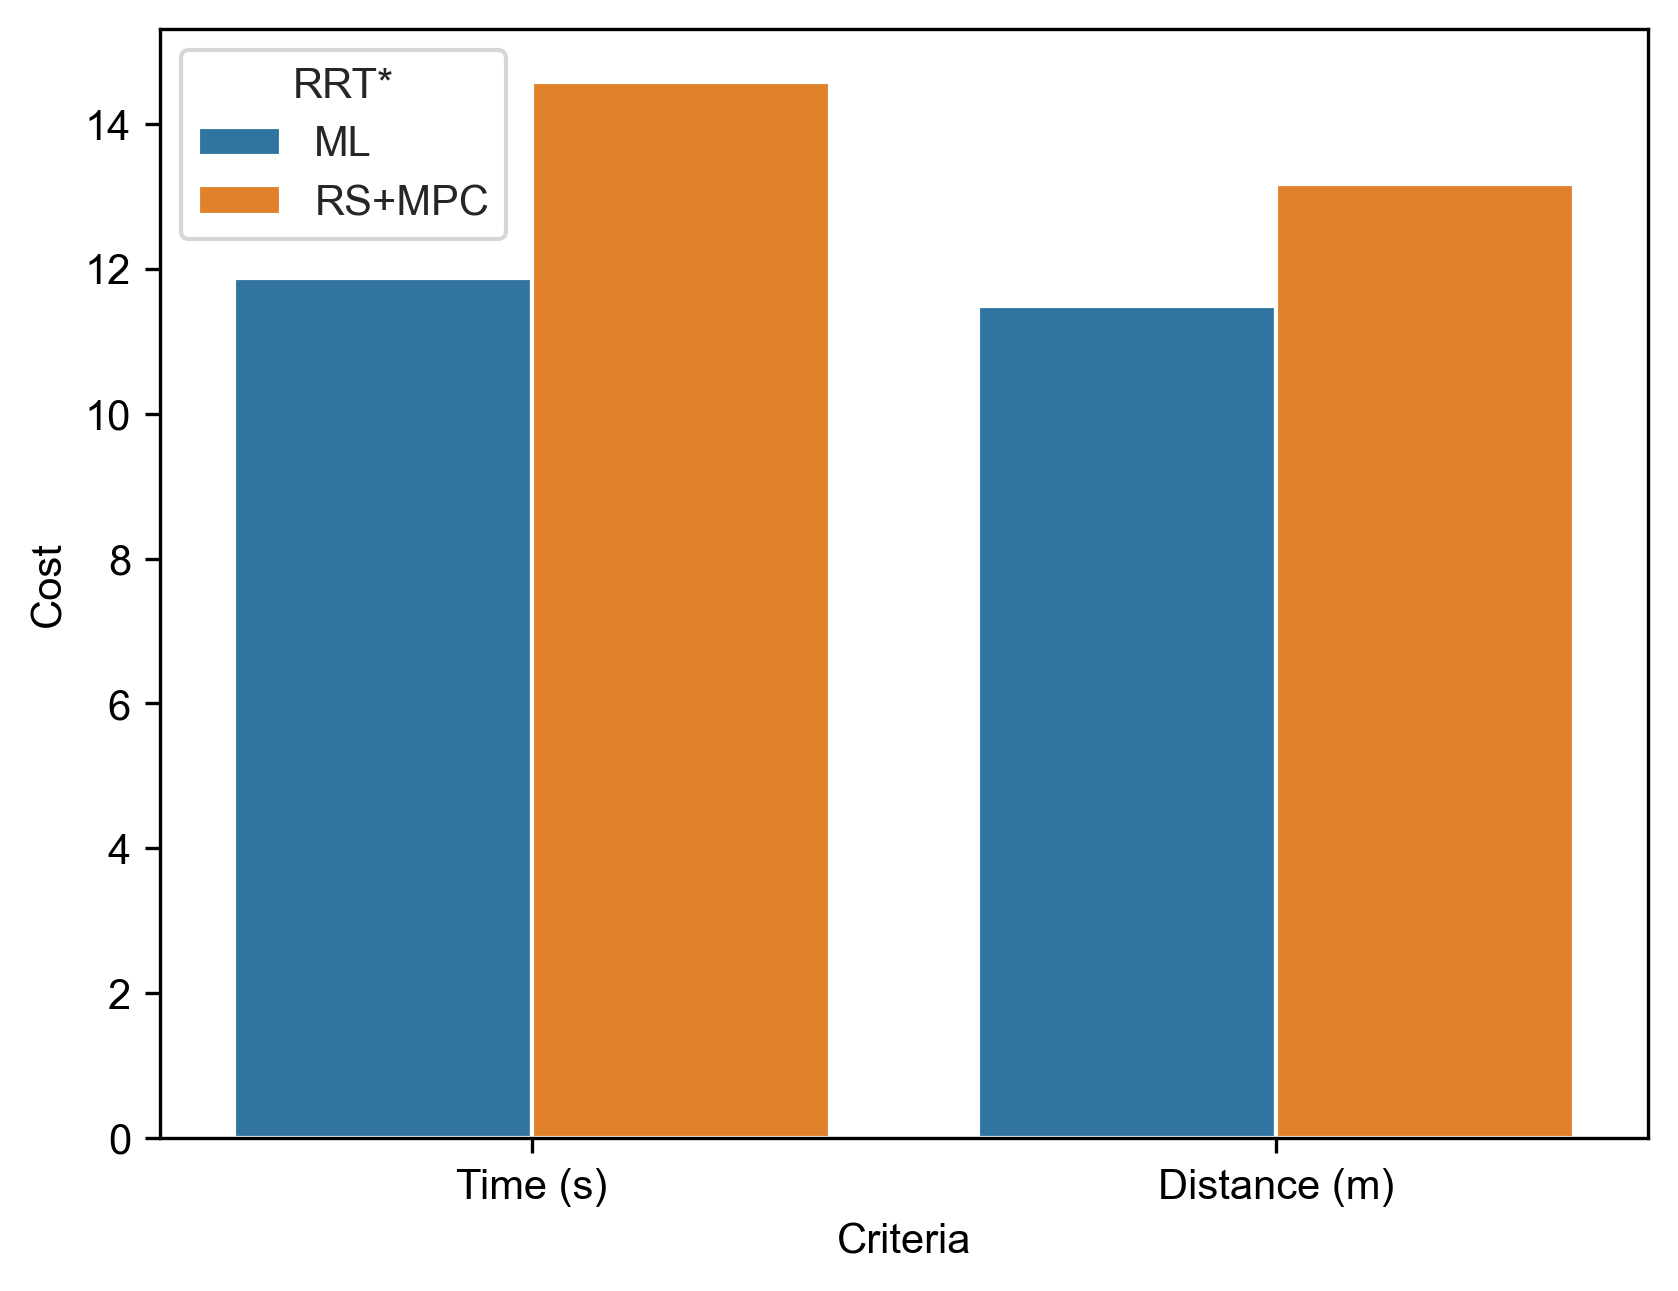 RRT*
ML
RS+MPC
14
12
10
8
6
4
2
0
Cost
Time (s)
Distance (m)
Criteria